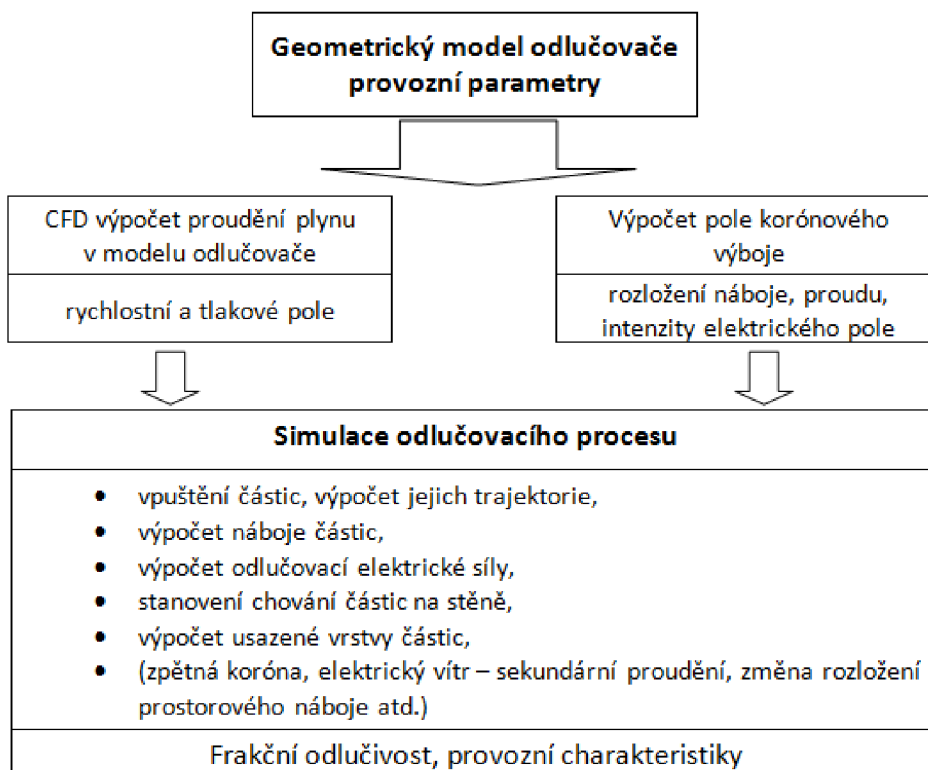 Geometrický model odlučovače
provozní parametry
CFD výpočet proudění plynu
v modelu odlučovače
rychlostní a tlakové pole
Výpočet pole korónového
výboje
rozložení náboje, proudu,
intenzity elektrického pole
Simulace odlučovacího procesu
• vpuštění částic, výpočet jejich trajektorie,
• výpočet náboje částic,
• výpočet odlučovací elektrické síly,
• stanovení chování částic na stěně,
• výpočet usazené vrstvy částic,
• (zpětná koróna, elektrický vítr – sekundární proudění, změna rozložení
prostorového náboje atd.)
Frakční odlučivost, provozní charakteristiky